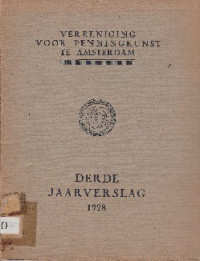 VEREENIGING
VOOR PENNINGKUNST
TE AMSTERDAM
DERDE
JAARVERSLAG
1928